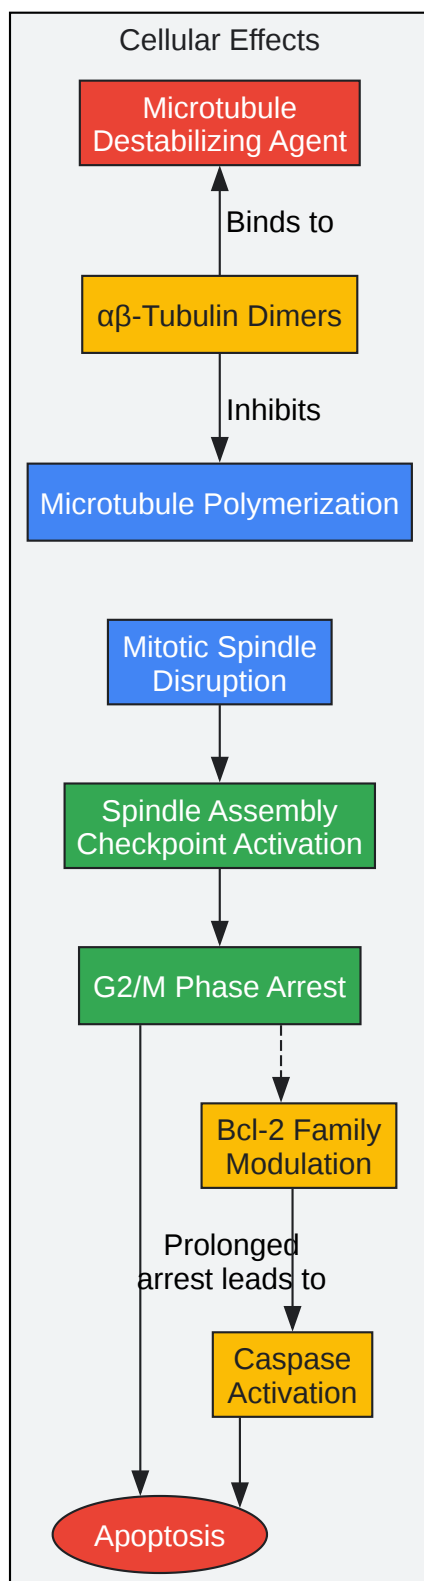 Cellular Effects
Microtubule
Destabilizing Agent
Binds to
αβ-Tubulin Dimers
Inhibits
Microtubule Polymerization
Mitotic Spindle
Disruption
Spindle Assembly
Checkpoint Activation
G2/M Phase Arrest
Bcl-2 Family
Modulation
Prolonged
arrest leads to
Caspase
Activation
Apoptosis